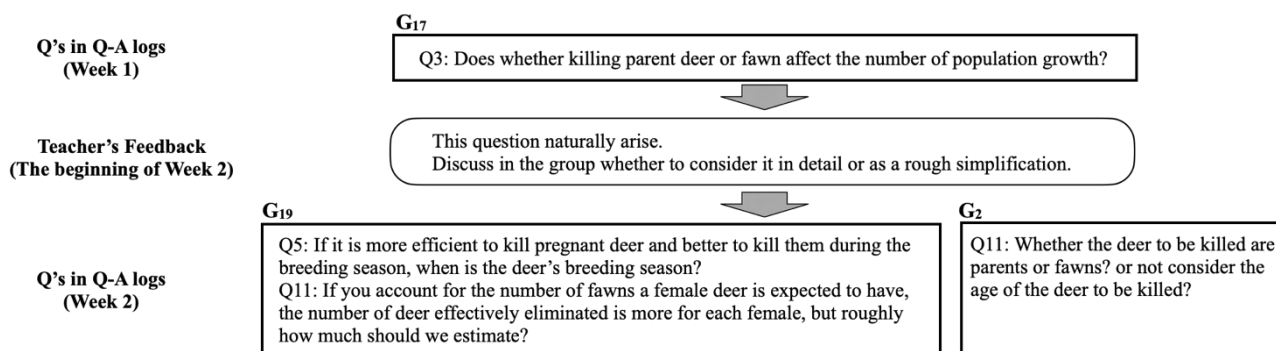 G17
Q's in Q-A logs
(Week 1)
Q3: Does whether killing parent deer or fawn affect the number of population growth?
Teacher's Feedback
(The beginning of Week 2)
This question naturally arise.
Discuss in the group whether to consider it in detail or as a rough simplification.
G19
Q's in Q-A logs
(Week 2)
Q5: If it is more efficient to kill pregnant deer and better to kill them during the
breeding season, when is the deer's breeding season?
Q11: If you account for the number of fawns a female deer is expected to have,
the number of deer effectively eliminated is more for each female, but roughly
how much should we estimate?
G2
Q11: Whether the deer to be killed are
parents or fawns? or not consider the
age of the deer to be killed?